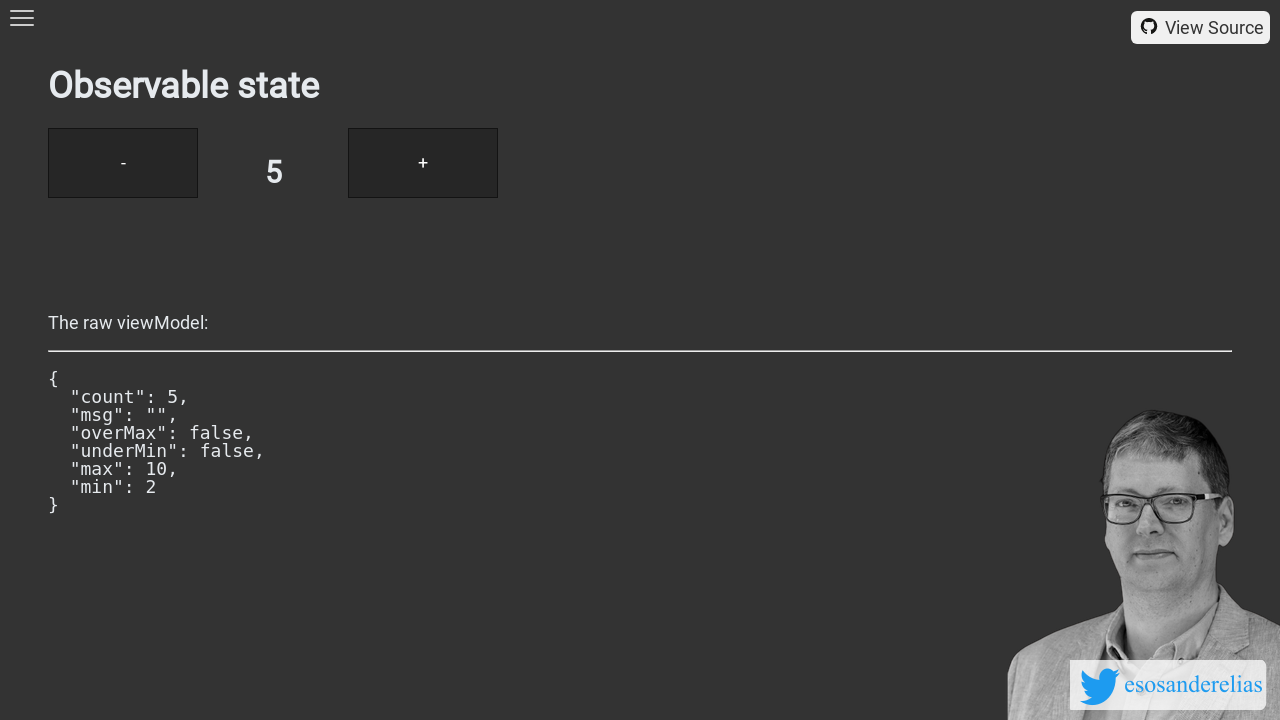 View Source
Observable state
- 5 +
The raw viewModel:
{
  "count": 5,
  "msg": "",
  "overMax": false,
  "underMin": false,
  "max": 10,
  "min": 2
}
esosanderelias